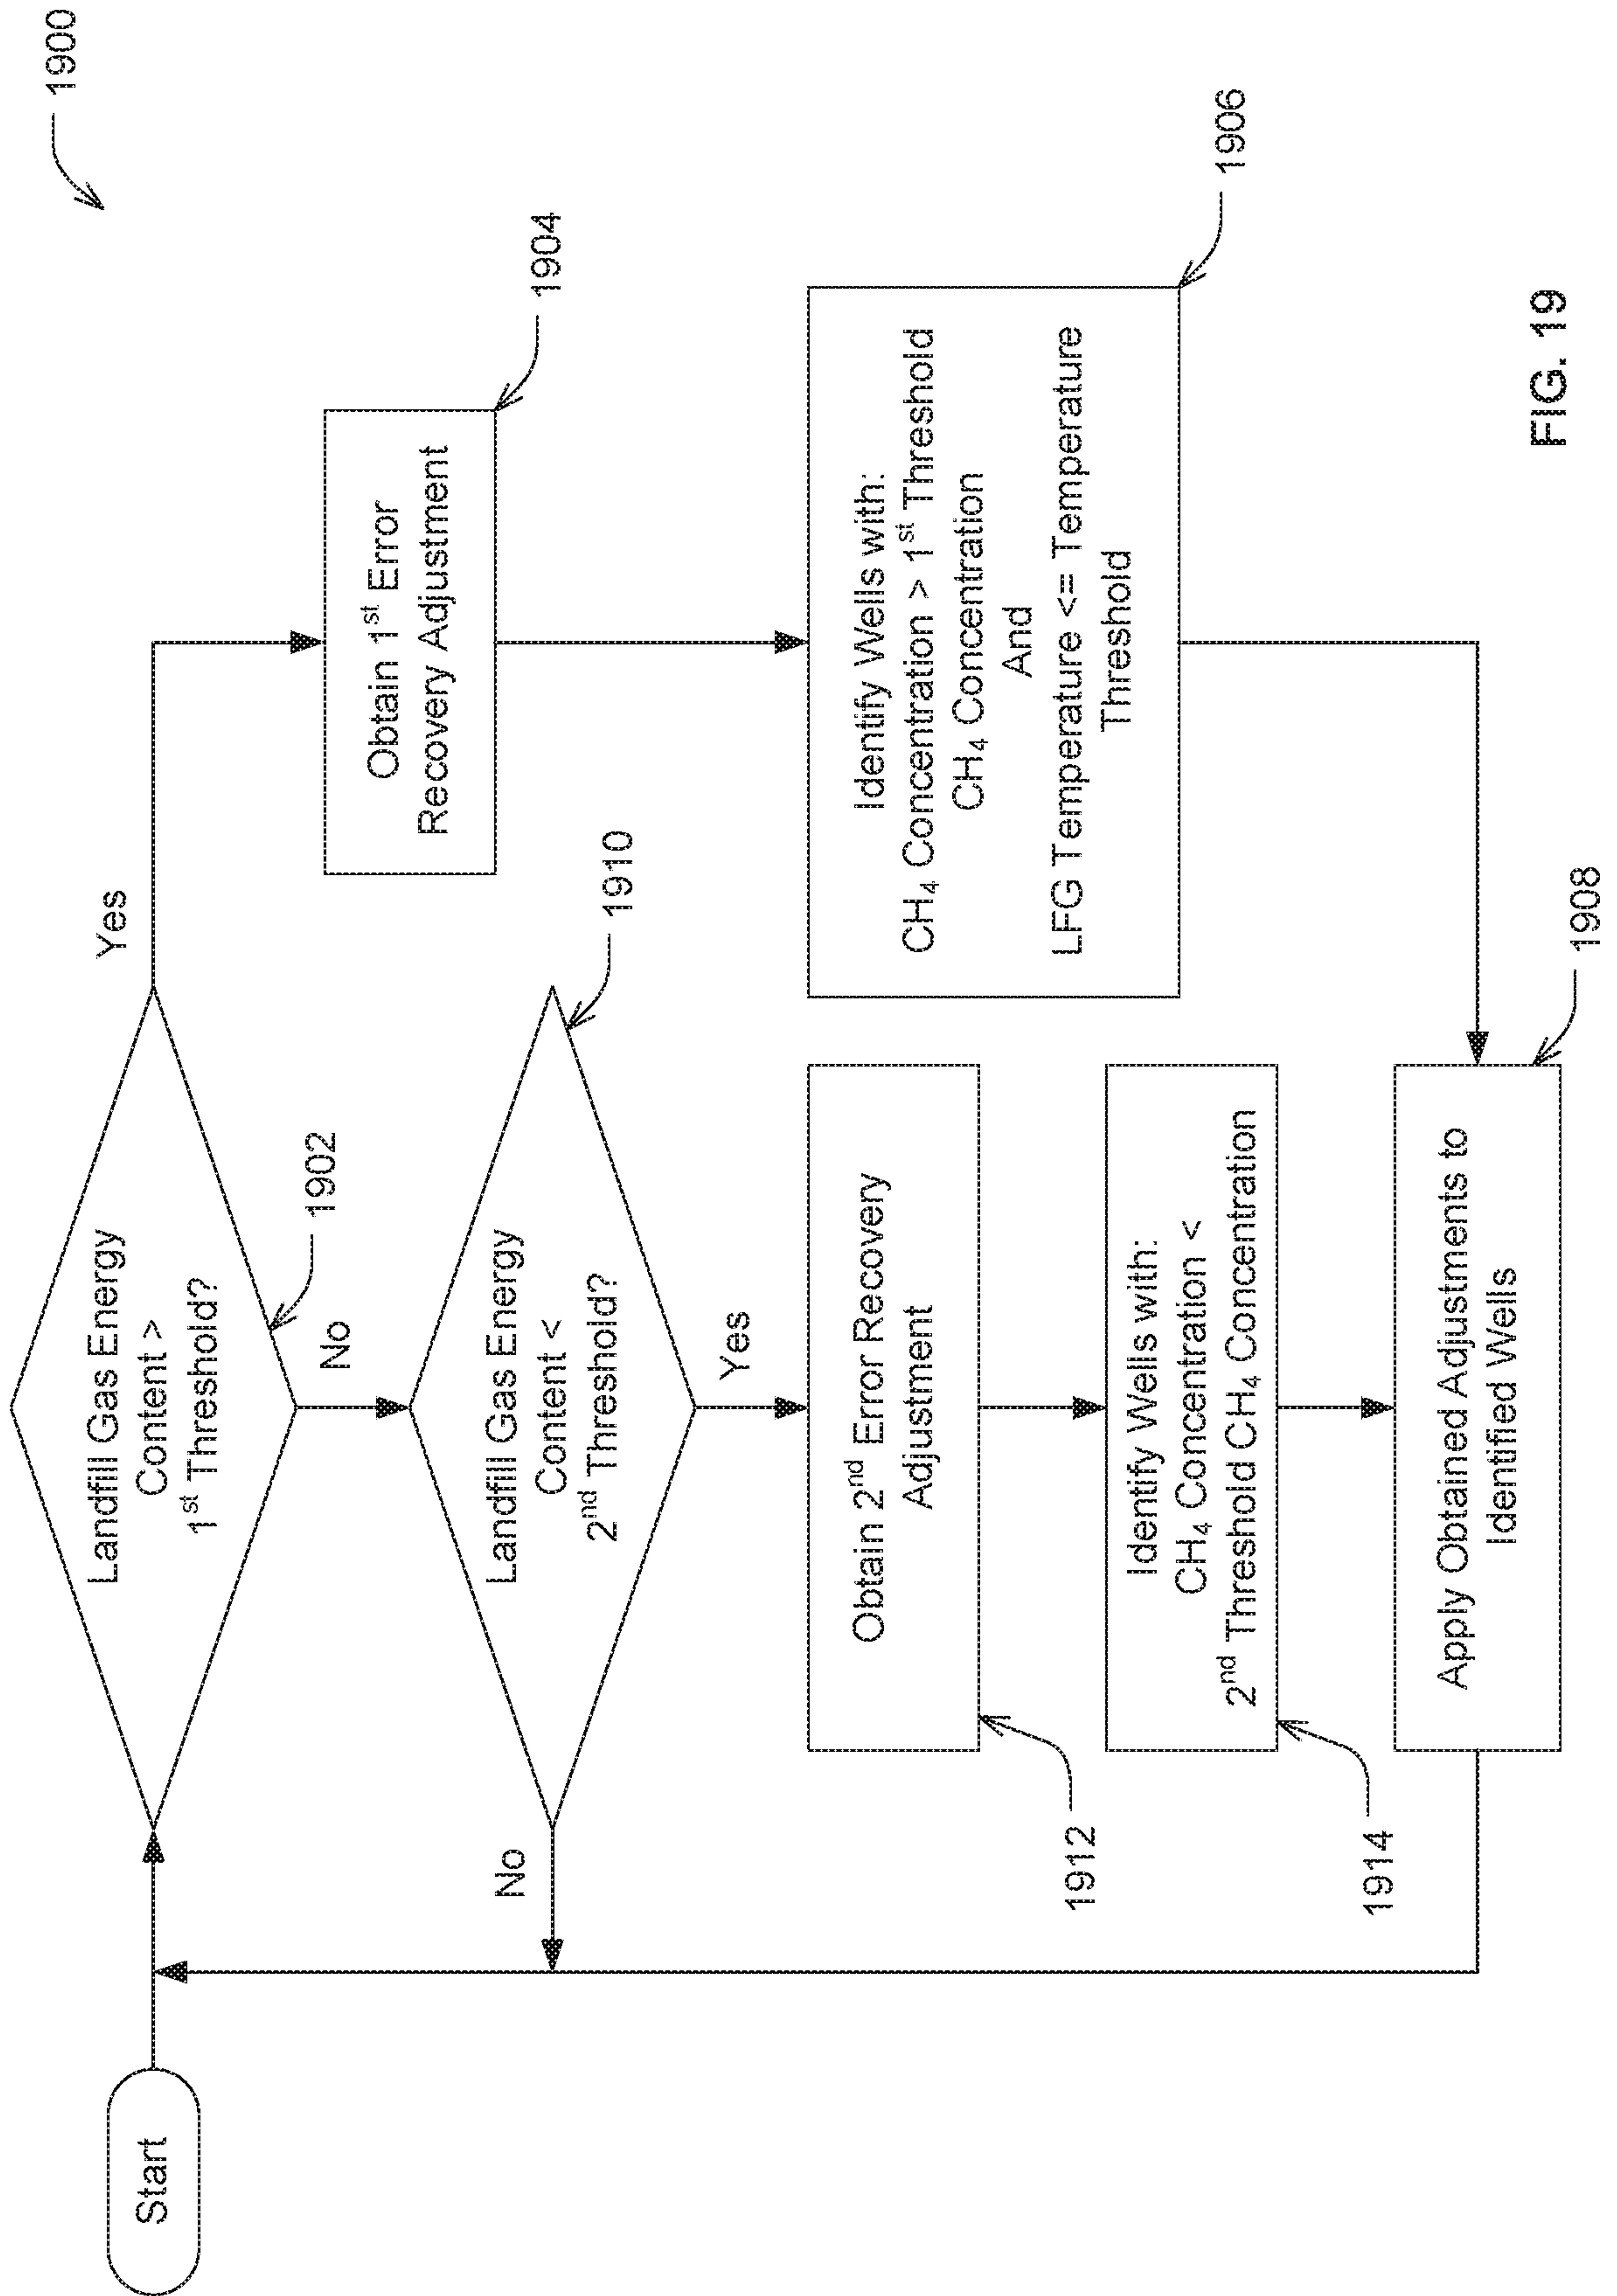 1900
Start
Landfill Gas Energy
Content >
1st Threshold?
1902
Yes
No
Obtain 1st Error
Recovery Adjustment
1904
Landfill Gas Energy
Content <
2nd Threshold?
1910
No
Yes
Obtain 2nd Error Recovery
Adjustment
1912
Identify Wells with:
CH4 Concentration > 1st Threshold
CH4 Concentration
And
LFG Temperature <= Temperature
Threshold
1906
Identify Wells with:
CH4 Concentration <
2nd Threshold CH4 Concentration
1914
Apply Obtained Adjustments to
Identified Wells
1908
FIG. 19